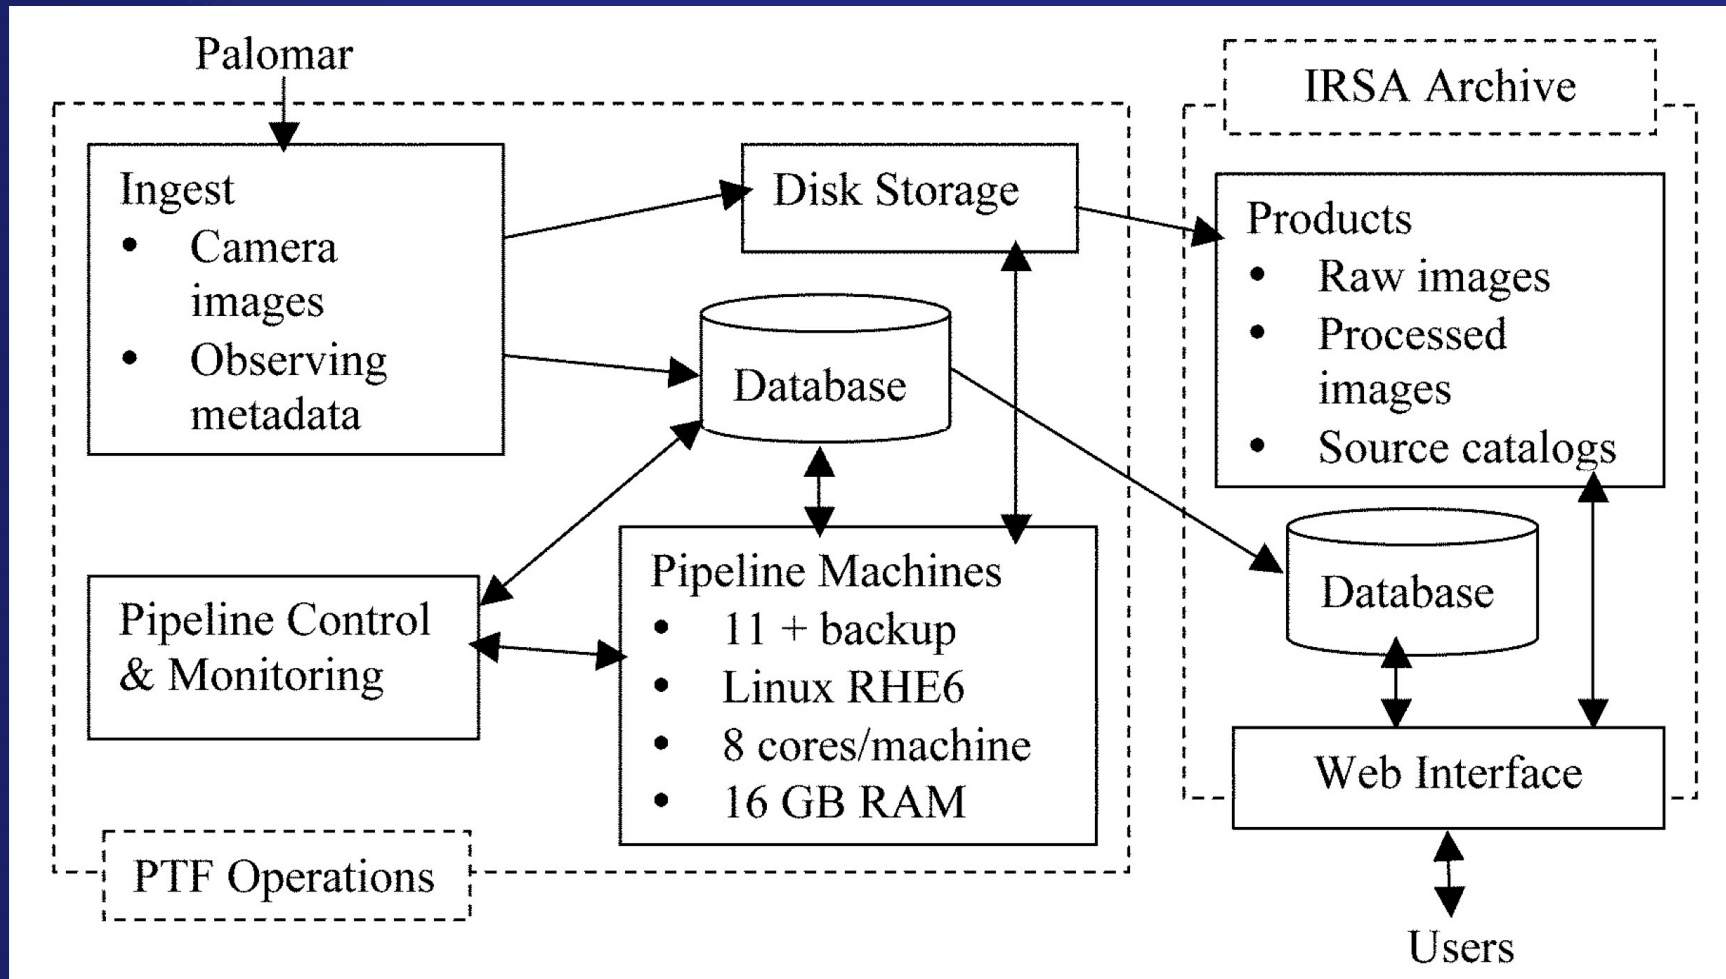 Palomar
Ingest
• Camera
images
• Observing
metadata
Disk Storage
Database
Pipeline Control
& Monitoring
Pipeline Machines
• 11 + backup
• Linux RHE6
• 8 cores/machine
• 16 GB RAM
PTF Operations
IRSA Archive
Products
• Raw images
• Processed
images
• Source catalogs
Database
Web Interface
Users